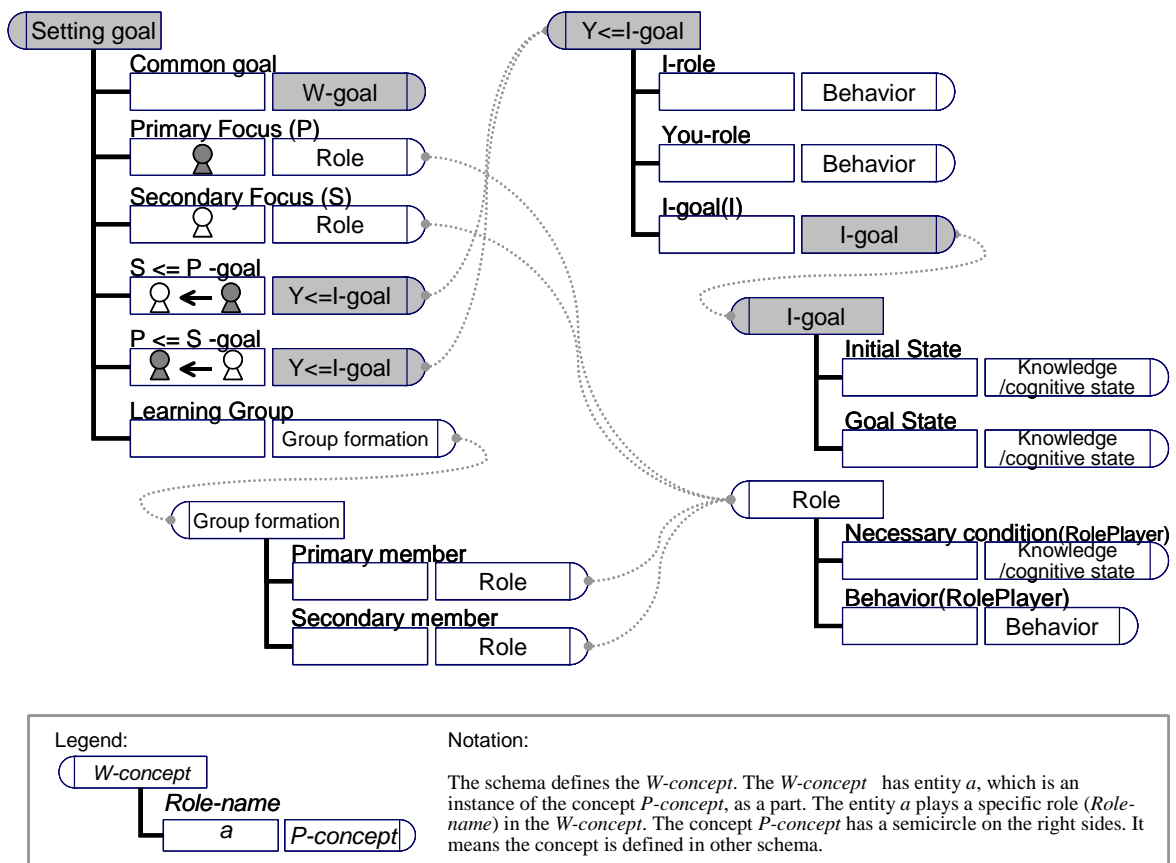 Setting goal
Common goal
W-goal
Primary Focus (P)
Role
Secondary Focus (S)
Role
S <= P -goal
Y<=I-goal
P <= S -goal
Y<=I-goal
Learning Group
Group formation
Group formation
Primary member
Role
Secondary member
Role
Y<=I-goal
I-role
Behavior
You-role
Behavior
I-goal(I)
I-goal
I-goal
Initial State
Knowledge
/cognitive state
Goal State
Knowledge
/cognitive state
Role
Necessary condition(RolePlayer)
Knowledge
/cognitive state
Behavior(RolePlayer)
Behavior
Legend:
W-concept
Role-name
a
P-concept
Notation:
The schema defines the W-concept. The W-concept has entity a, which is an
instance of the concept P-concept, as a part. The entity a plays a specific role (Role-
name) in the W-concept. The concept P-concept has a semicircle on the right sides. It
means the concept is defined in other schema.